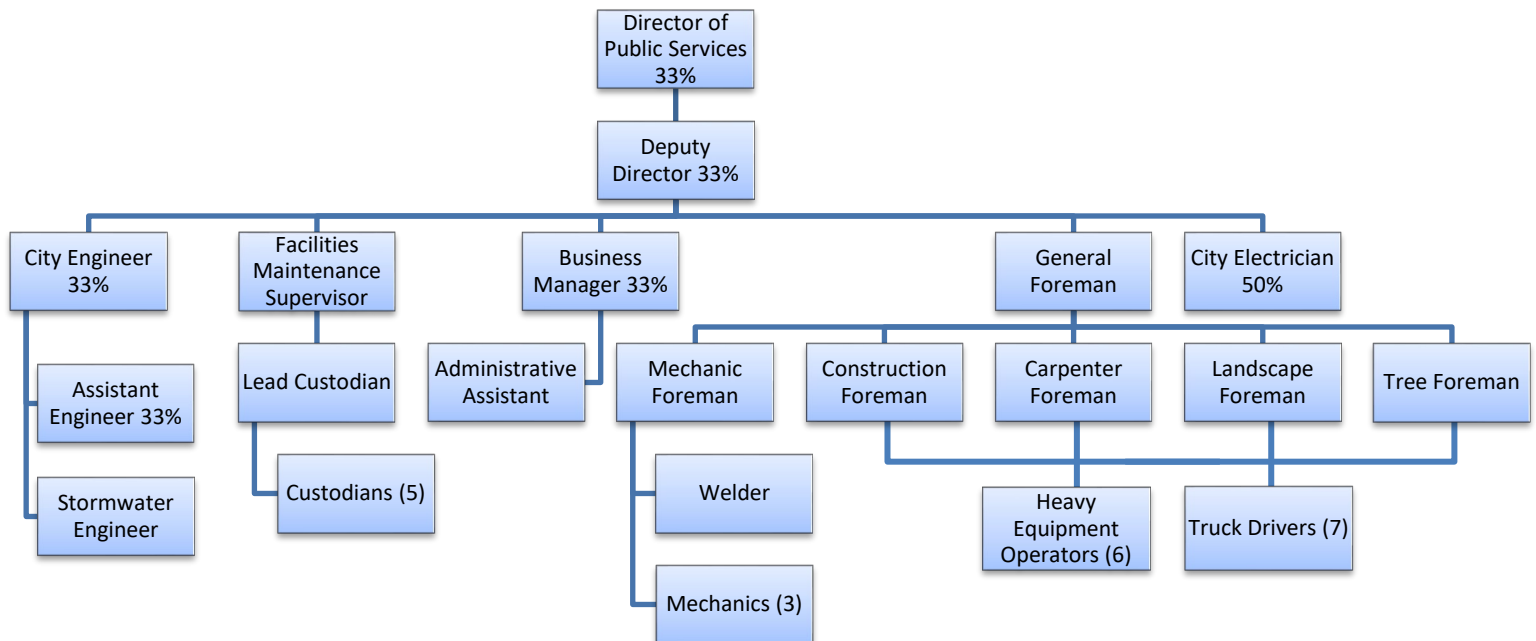 Director of
Public Services
33%
Deputy
Director 33%
City Engineer
33%
Facilities
Maintenance
Supervisor
Business
Manager 33%
General
Foreman
City Electrician
50%
Assistant
Engineer 33%
Stormwater
Engineer
Lead Custodian
Custodians (5)
Administrative
Assistant
Mechanic
Foreman
Welder
Mechanics (3)
Construction
Foreman
Carpenter
Foreman
Landscape
Foreman
Tree Foreman
Heavy
Equipment
Operators (6)
Truck Drivers (7)